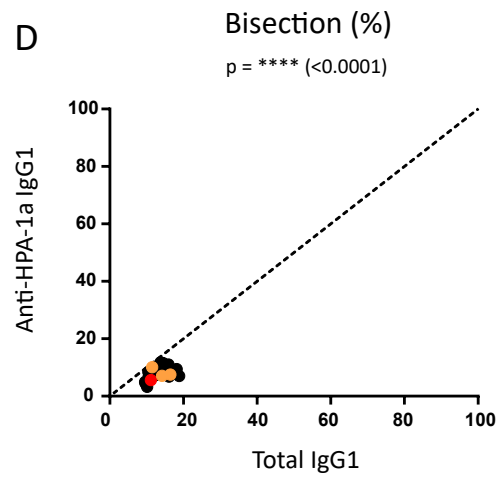 D
Bisection (%)
p = **** (<0.0001)
Anti-HPA-1a IgG1
100
80
60
40
20
0
0 20 40 60 80 100
Total IgG1